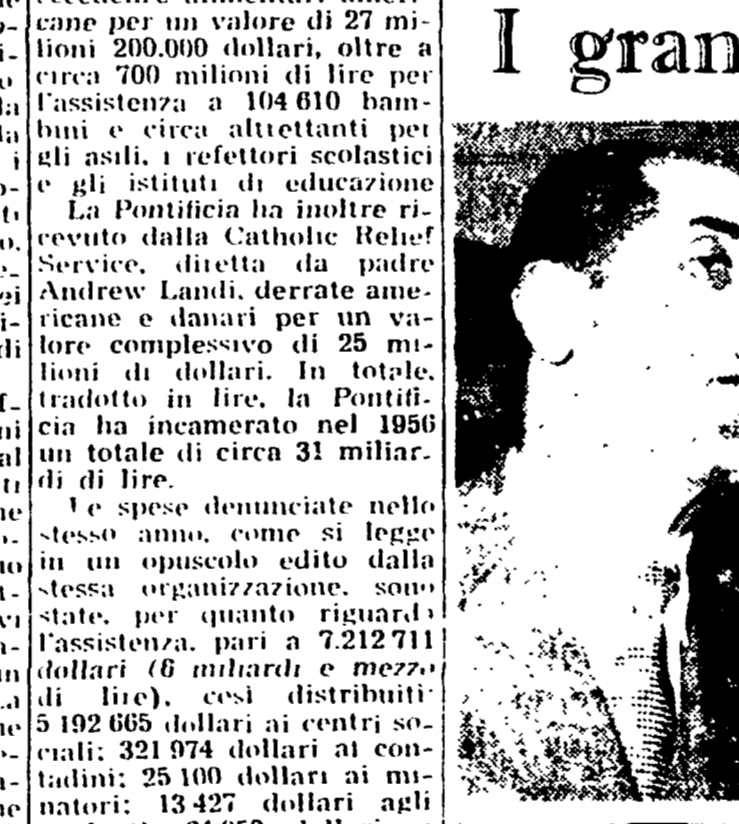 cane per un valore di 27 mi-
lioni 200.000 dollari, oltre a
circa 700 milioni di lire per
l'assistenza a 104 610 bam-
bini e circa altrettanti per
gli asili, i refettori scolastici
e gli istituti di educazione
La Pontificia ha inoltre ri-
cevuto dalla Catholic Relief
Service, diretta da padre
Andrew Landi, derrate ame-
ricane e danari per un va-
lore complessivo di 25 mi-
lioni di dollari. In totale,
tradotto in lire, la Pontifi-
cia ha incamerato nel 1956
un totale di circa 31 miliar-
di di lire.
Le spese denunciate nello
stesso anno, come si legge
in un opuscolo edito dalla
stessa organizzazione, sono
state, per quanto riguarda
l'assistenza, pari a 7.212 711
dollari (6 miliardi e mezzo
di lire), così distribuiti:
5 192 665 dollari ai centri so-
ciali; 321 974 dollari ai con-
tadini; 25 100 dollari ai mi-
natori; 13 427 dollari agli
I gran